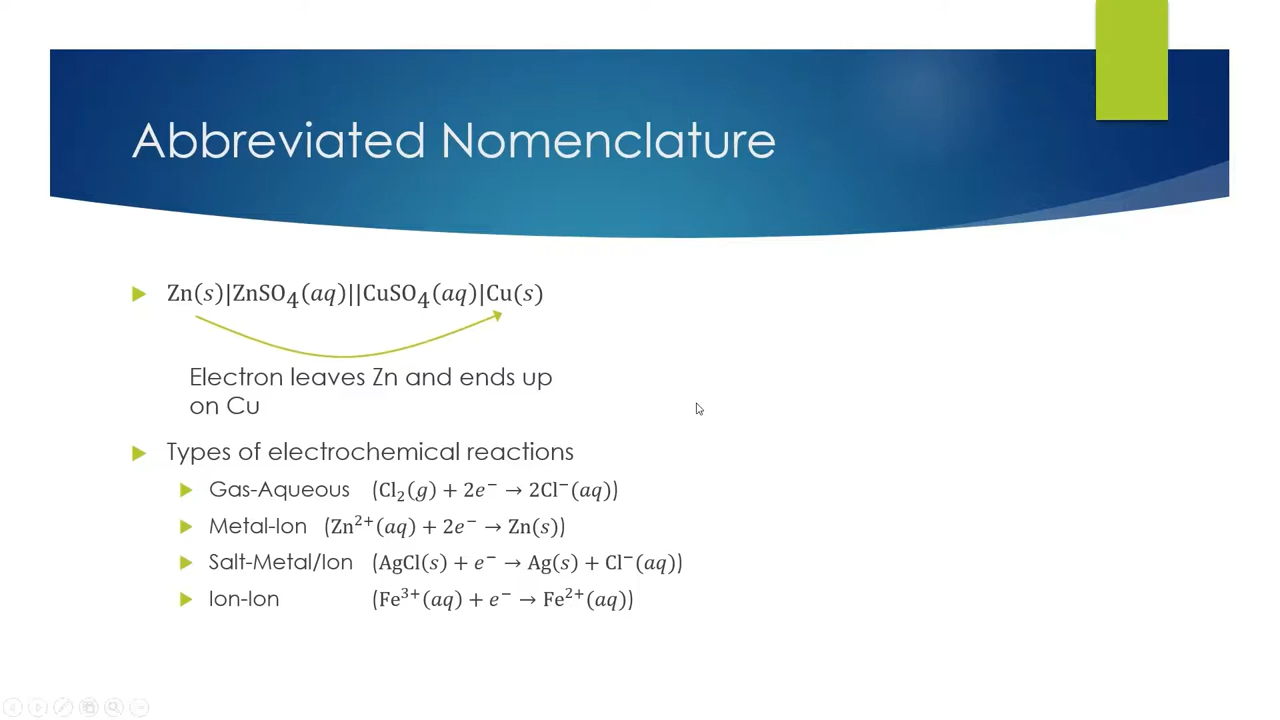 Abbreviated Nomenclature
Zn(s)|ZnSO₄(aq)||CuSO₄(aq)|Cu(s)
Electron leaves Zn and ends up
on Cu
Types of electrochemical reactions
Gas-Aqueous (Cl₂(g) + 2e⁻ → 2Cl⁻(aq))
Metal-Ion (Zn²⁺(aq) + 2e⁻ → Zn(s))
Salt-Metal/Ion (AgCl(s) + e⁻ → Ag(s) + Cl⁻(aq))
Ion-Ion (Fe³⁺(aq) + e⁻ → Fe²⁺(aq))